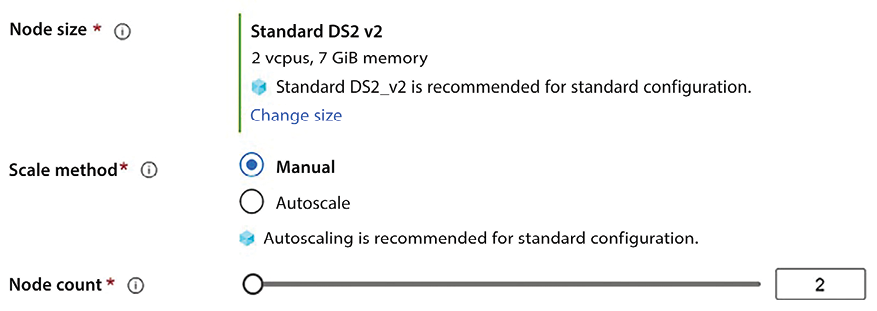 Node size * ⓘ
Standard DS2 v2
2 vcpus, 7 GiB memory
Standard DS2_v2 is recommended for standard configuration.
Change size
Scale method* ⓘ
Manual
Autoscale
Autoscaling is recommended for standard configuration.
Node count * ⓘ
2